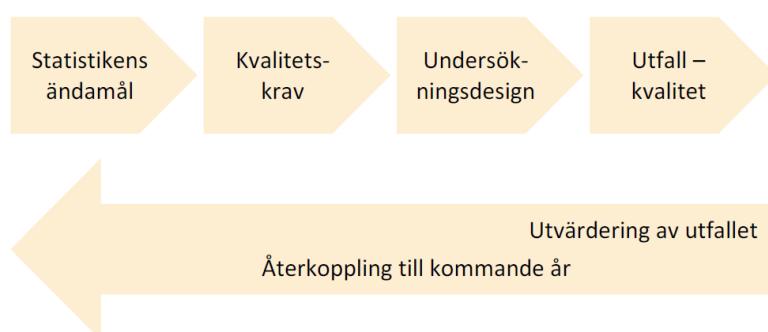 Statistikens
ändamål
Kvalitets-
krav
Undersök-
ningsdesign
Utfall –
kvalitet
Utvärdering av utfallet
Återkoppling till kommande år